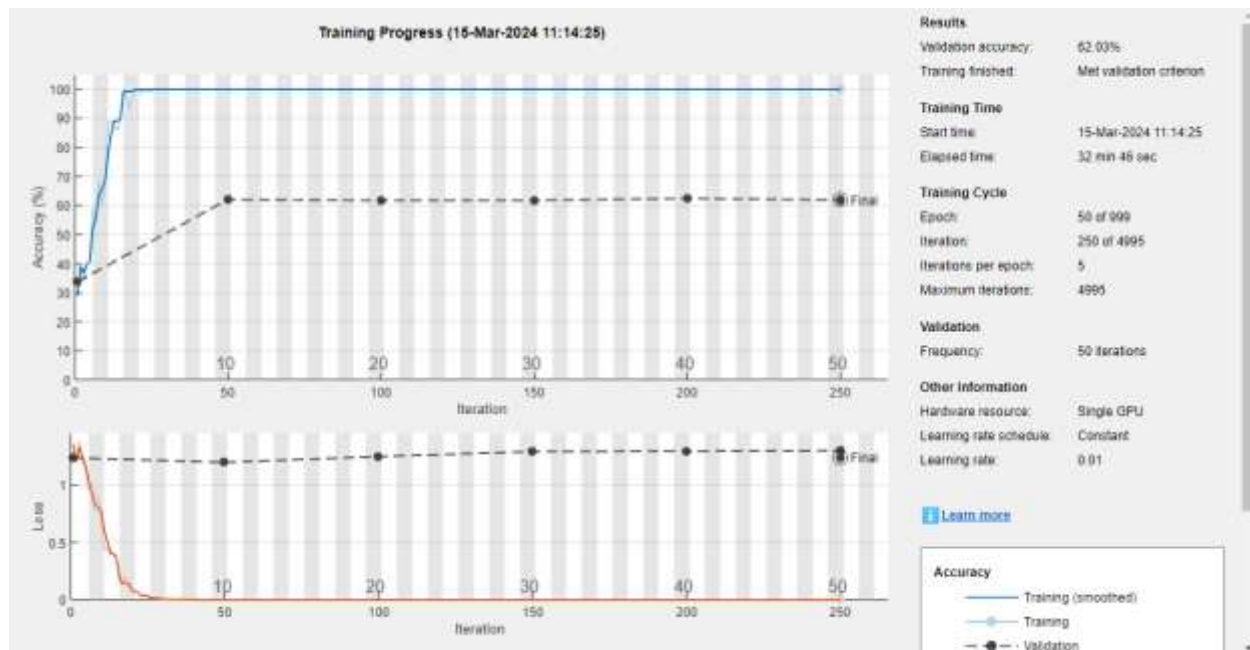 Training Progress (15-Mar-2024 11:14:25)
100
90
80
70
60
50
40
30
20
10
0
Accuracy (%)
Final
10 20 30 40 50
0 50 100 150 200 250
Iteration
1
0.5
0
Loss
Final
10 20 30 40 50
0 50 100 150 200 250
Iteration
Results
Validation accuracy: 62.03%
Training finished: Met validation criterion
Training Time
Start time: 15-Mar-2024 11:14:25
Elapsed time: 32 min 46 sec
Training Cycle
Epoch: 50 of 999
Iteration: 250 of 4995
Iterations per epoch: 5
Maximum iterations: 4995
Validation
Frequency: 50 iterations
Other Information
Hardware resource: Single GPU
Learning rate schedule: Constant
Learning rate: 0.01
Learn more
Accuracy
Training (smoothed)
Training
Validation